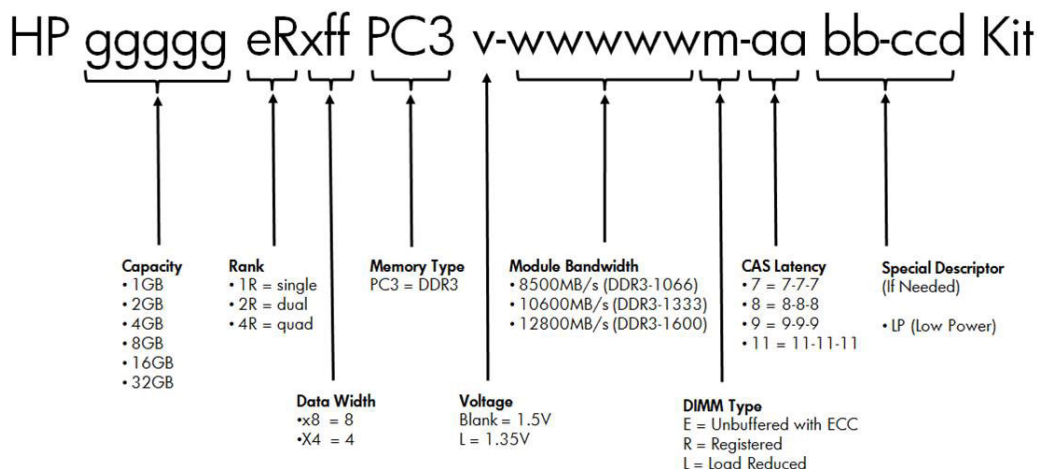 HP ggggg eRxff PC3 v-wwwwwm-aa bb-ccd Kit
Capacity
• 1GB
• 2GB
• 4GB
• 8GB
• 16GB
• 32GB
Rank
• 1R = single
• 2R = dual
• 4R = quad
Memory Type
PC3 = DDR3
Module Bandwidth
• 8500MB/s (DDR3-1066)
• 10600MB/s (DDR3-1333)
• 12800MB/s (DDR3-1600)
CAS Latency
• 7 = 7-7-7
• 8 = 8-8-8
• 9 = 9-9-9
• 11 = 11-11-11
Special Descriptor
(If Needed)
• LP (Low Power)
Data Width
•x8 = 8
•X4 = 4
Voltage
Blank = 1.5V
L = 1.35V
DIMM Type
E = Unbuffered with ECC
R = Registered
L = Load Reduced